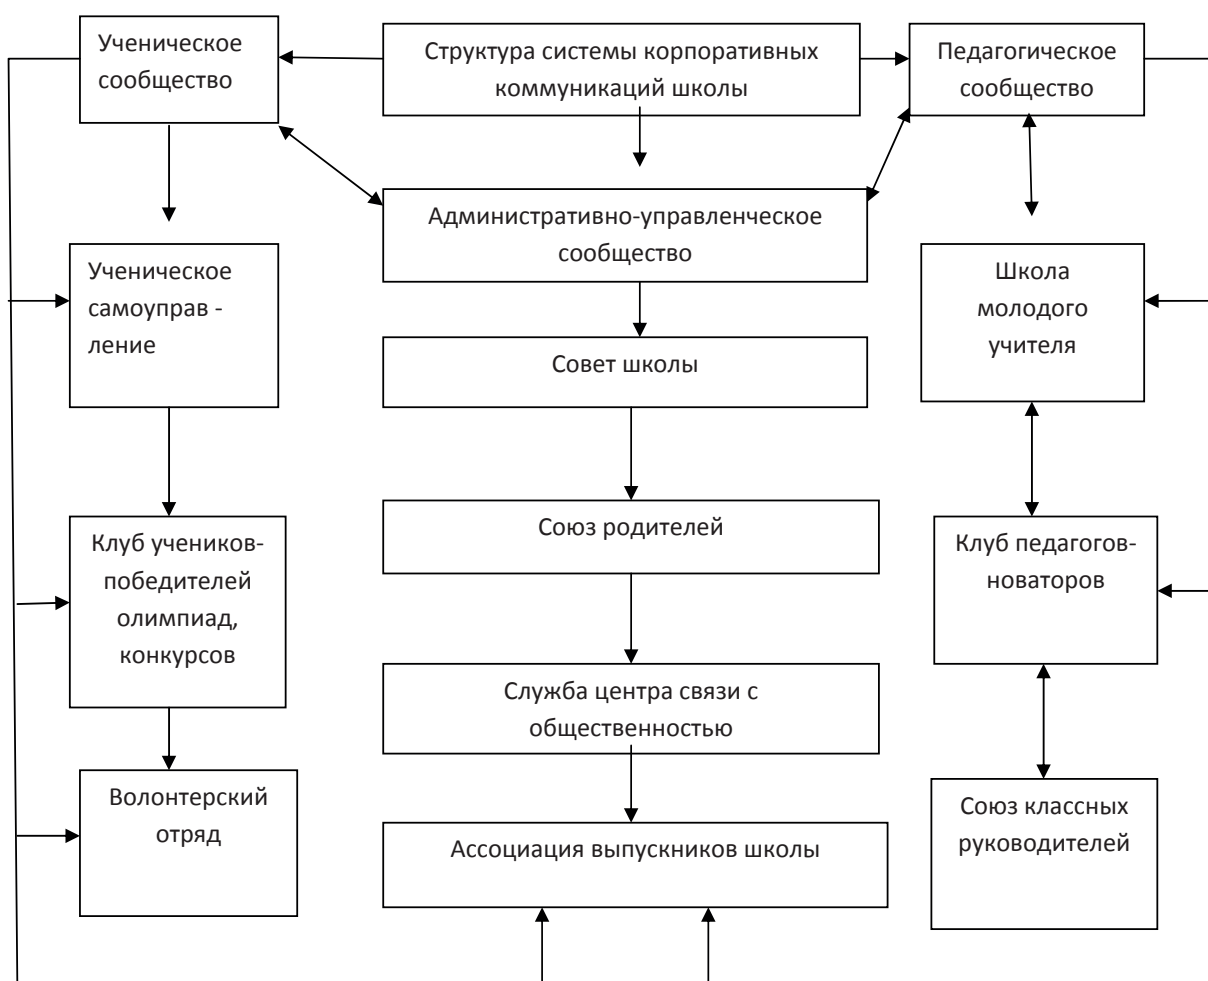 Ученическое
сообщество
Структура системы корпоративных
коммуникаций школы
Педагогическое
сообщество
Административно-управленческое
сообщество
Ученическое
самоуправ -
ление
Школа
молодого
учителя
Совет школы
Клуб учеников-
победителей
олимпиад,
конкурсов
Союз родителей
Клуб педагогов-
новаторов
Служба центра связи с
общественностью
Волонтерский
отряд
Ассоциация выпускников школы
Союз классных
руководителей